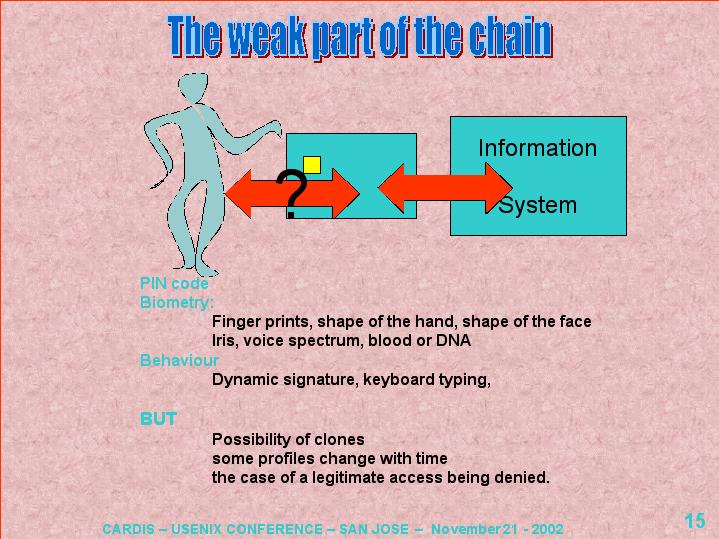 The weak part of the chain
Information
?
System
PIN code
Biometry:
Finger prints, shape of the hand, shape of the face
Iris, voice spectrum, blood or DNA
Behaviour
Dynamic signature, keyboard typing,
BUT
Possibility of clones
some profiles change with time
the case of a legitimate access being denied.
15
CARDIS – USENIX CONFERENCE – SAN JOSE – November 21 - 2002